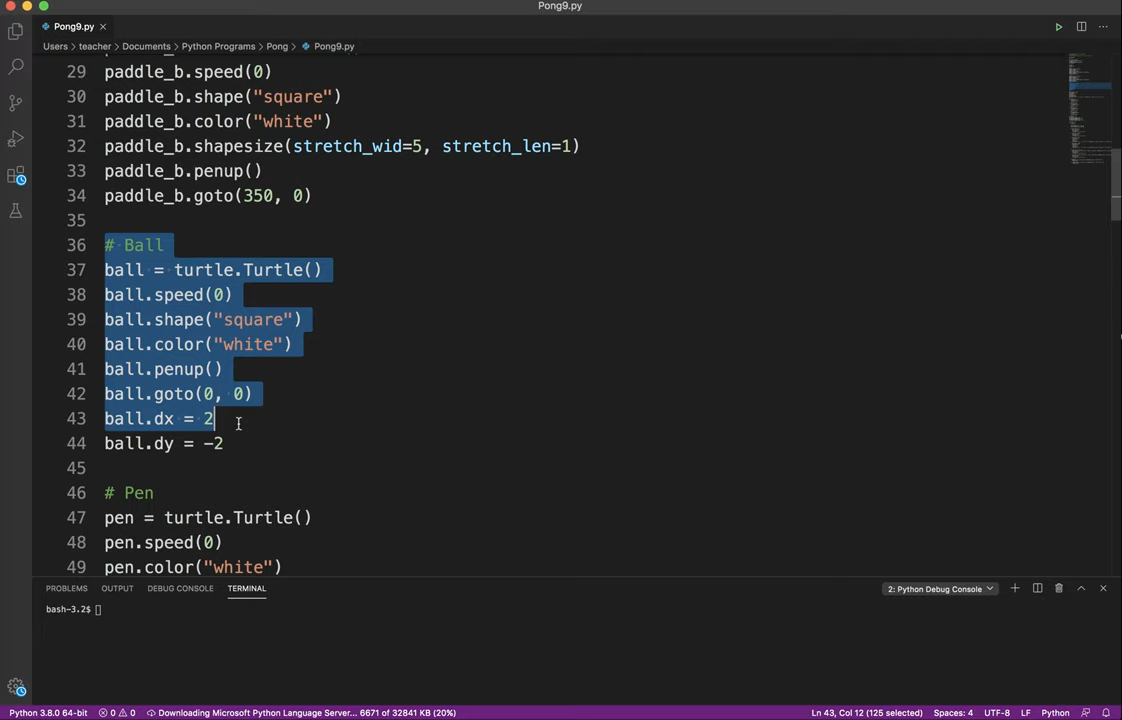 Pong9.py
Pong9.py
Users > teacher > Documents > Python Programs > Pong > Pong9.py
29 paddle_b.speed(0)
30 paddle_b.shape("square")
31 paddle_b.color("white")
32 paddle_b.shapesize(stretch_wid=5, stretch_len=1)
33 paddle_b.penup()
34 paddle_b.goto(350, 0)
35
36 # Ball
37 ball = turtle.Turtle()
38 ball.speed(0)
39 ball.shape("square")
40 ball.color("white")
41 ball.penup()
42 ball.goto(0, 0)
43 ball.dx = 2
44 ball.dy = -2
45
46 # Pen
47 pen = turtle.Turtle()
48 pen.speed(0)
49 pen.color("white")
PROBLEMS OUTPUT DEBUG CONSOLE TERMINAL 2: Python Debug Console
bash-3.2$
Python 3.8.0 64-bit 0 0 Downloading Microsoft Python Language Server... 6671 of 32841 KB (20%) Ln 43, Col 12 (125 selected) Spaces: 4 UTF-8 LF Python